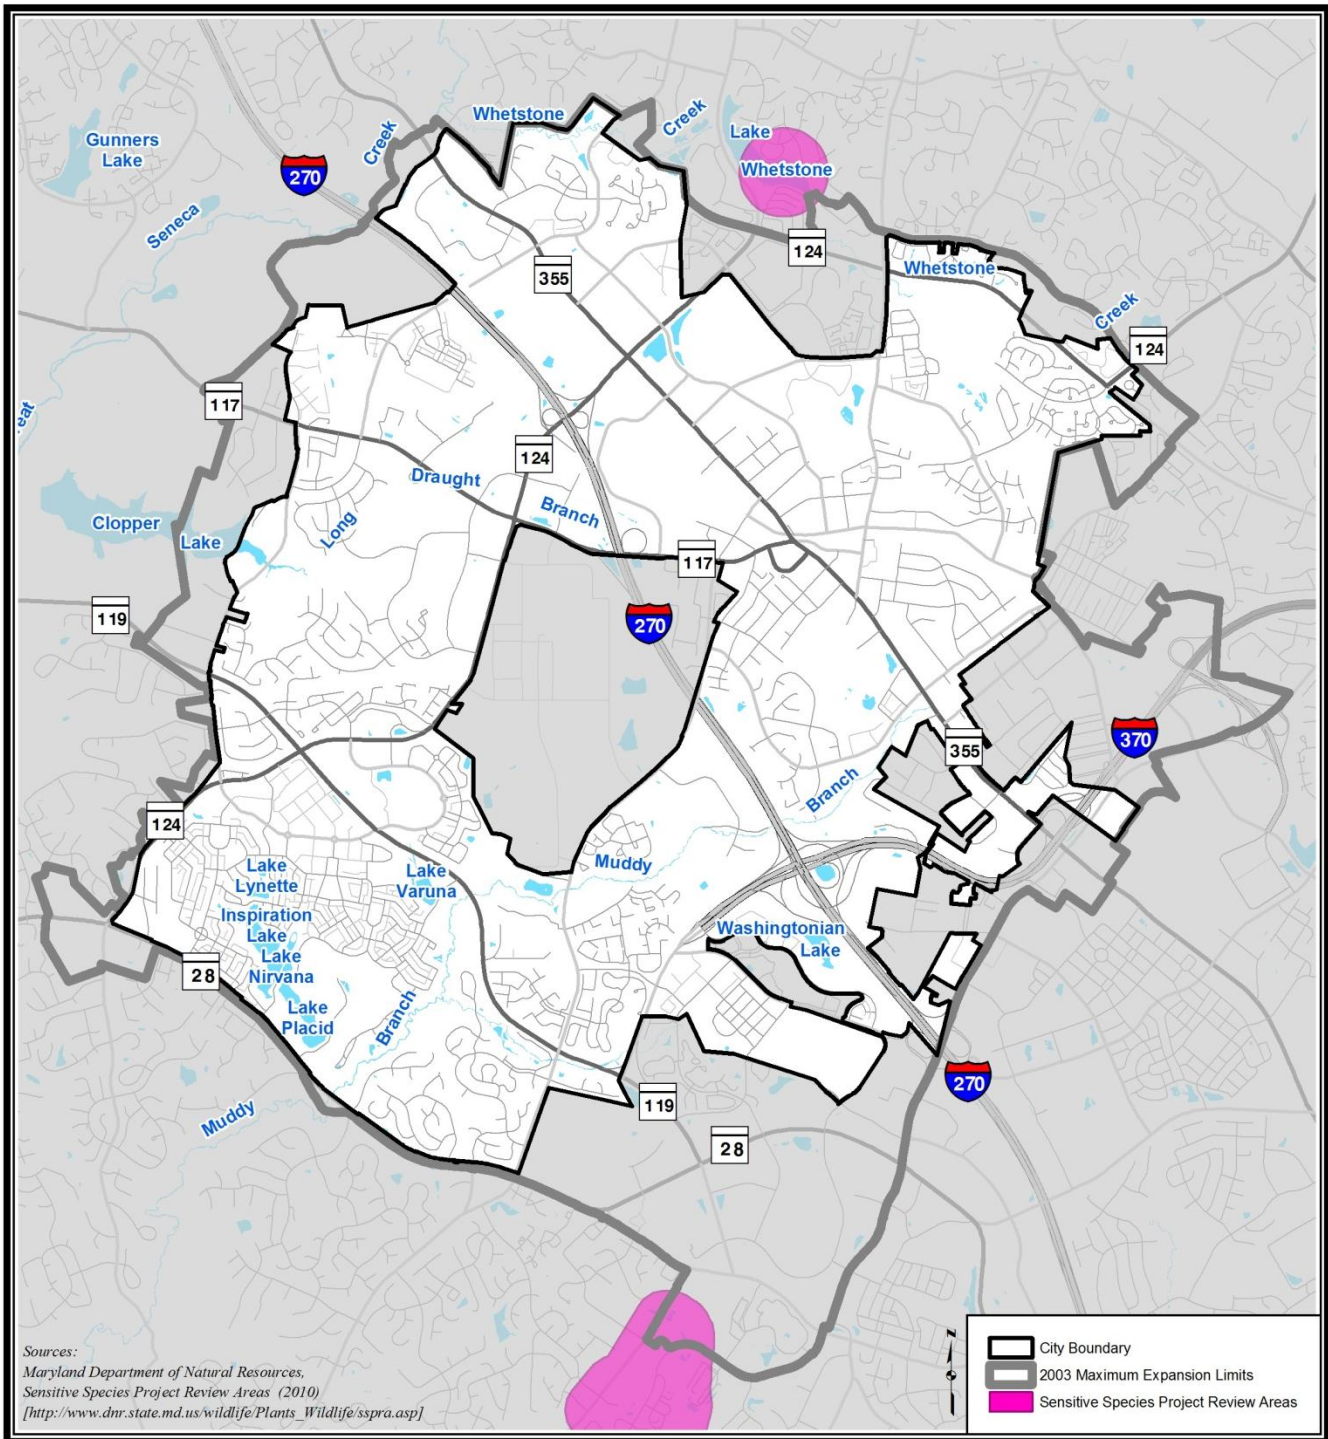 Whetstone
Creek
Creek
Lake
Whetstone
Gunners
Lake
270
Seneca
124
355
Whetstone
Creek
124
117
eat
124
Draught
Branch
Long
Clopper
Lake
117
119
270
370
355
Branch
124
Muddy
Lake
Lynette
Lake
Varuna
Inspiration
Lake
Lake
Nirvana
Washingtonian
Lake
28
Lake
Placid
Branch
270
119
Muddy
28
N
City Boundary
2003 Maximum Expansion Limits
Sensitive Species Project Review Areas
Sources:
Maryland Department of Natural Resources,
Sensitive Species Project Review Areas (2010)
[http://www.dnr.state.md.us/wildlife/Plants_Wildlife/sspra.asp]